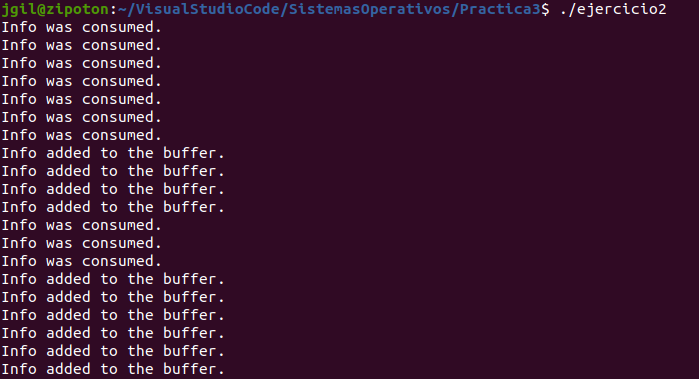 jgil@zipoton:~/VisualStudioCode/SistemasOperativos/Practica3$ ./ejercicio2
Info was consumed.
Info was consumed.
Info was consumed.
Info was consumed.
Info was consumed.
Info was consumed.
Info was consumed.
Info added to the buffer.
Info added to the buffer.
Info added to the buffer.
Info added to the buffer.
Info was consumed.
Info was consumed.
Info was consumed.
Info added to the buffer.
Info added to the buffer.
Info added to the buffer.
Info added to the buffer.
Info added to the buffer.
Info added to the buffer.